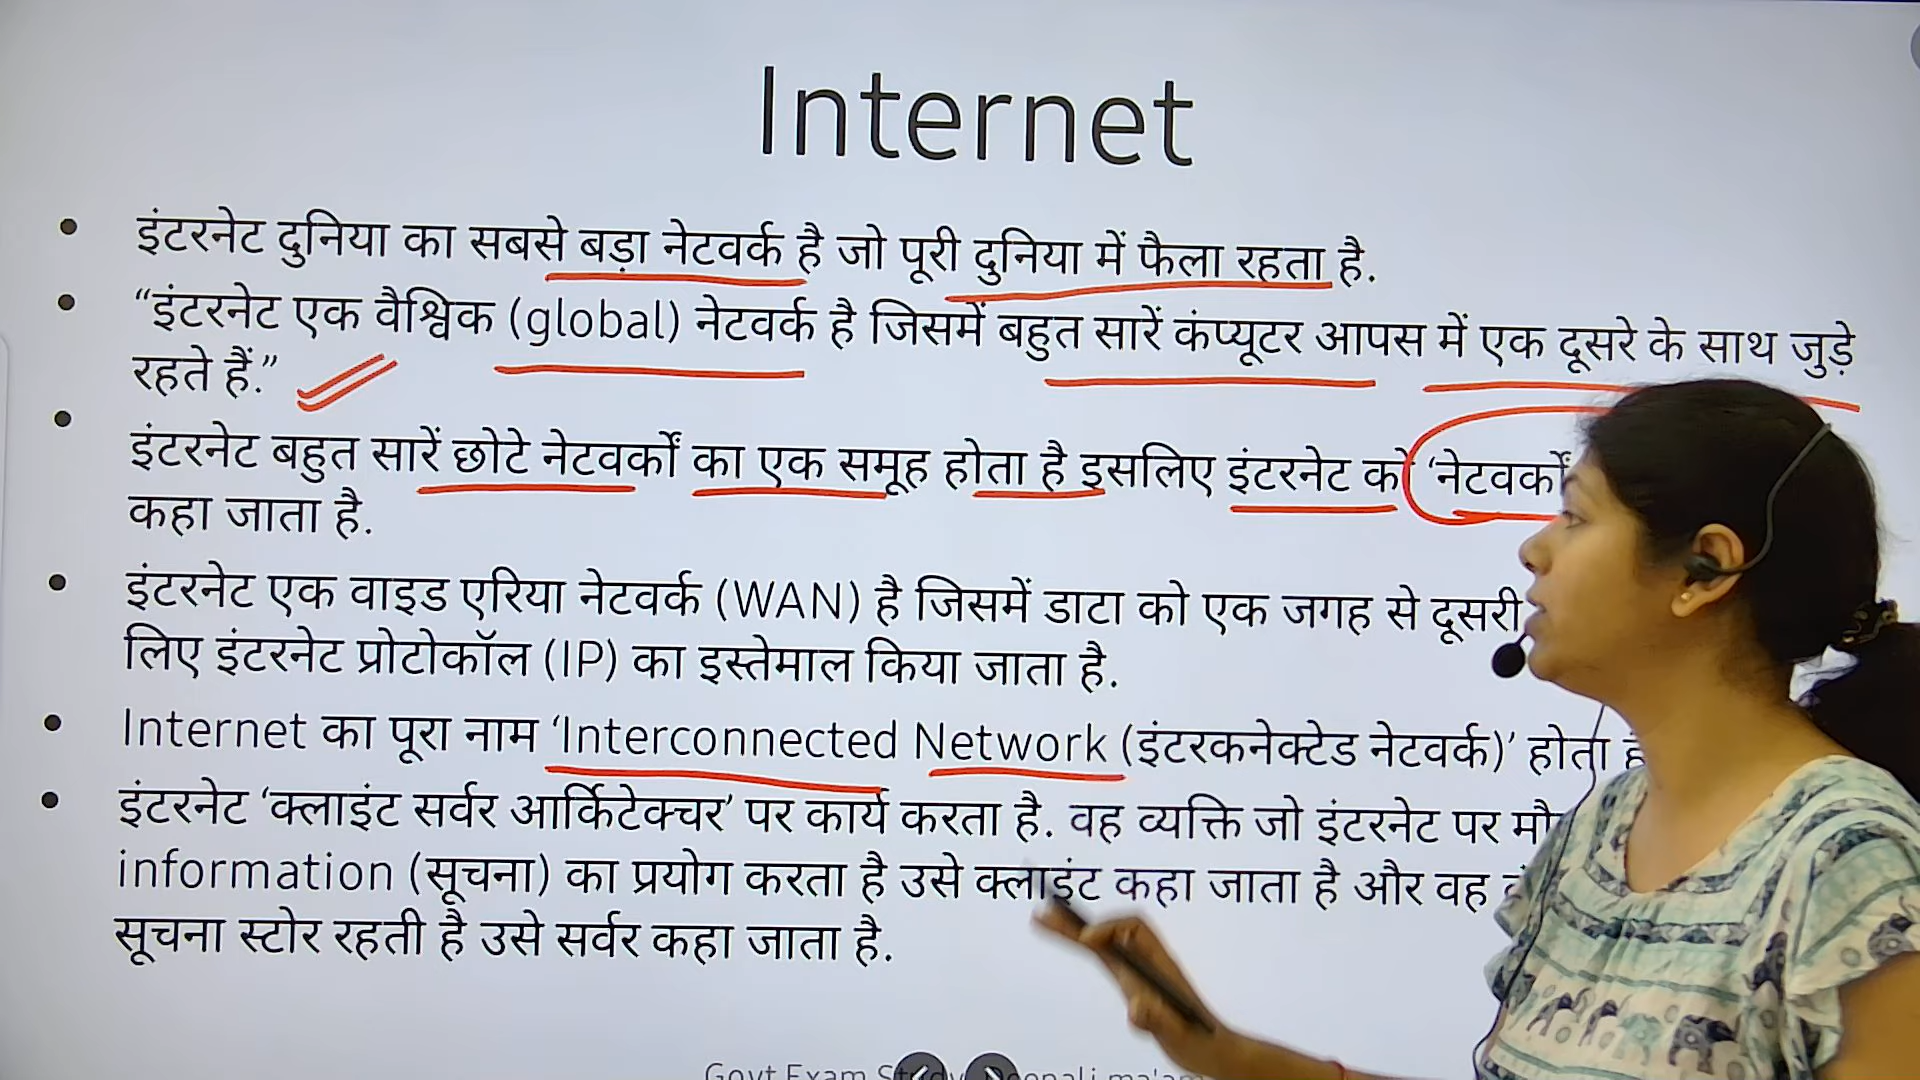 Internet
• इंटरनेट दुनिया का सबसे बड़ा नेटवर्क है जो पूरी दुनिया में फैला रहता है.
• “इंटरनेट एक वैश्विक (global) नेटवर्क है जिसमें बहुत सारें कंप्यूटर आपस में एक दूसरे के साथ जुड़े
रहते हैं.”
• इंटरनेट बहुत सारें छोटे नेटवर्कों का एक समूह होता है इसलिए इंटरनेट को ‘नेटवर्कों
कहा जाता है.
• इंटरनेट एक वाइड एरिया नेटवर्क (WAN) है जिसमें डाटा को एक जगह से दूसरी
लिए इंटरनेट प्रोटोकॉल (IP) का इस्तेमाल किया जाता है.
• Internet का पूरा नाम ‘Interconnected Network (इंटरकनेक्टेड नेटवर्क)’ होता
• इंटरनेट ‘क्लाइंट सर्वर आर्किटेक्चर’ पर कार्य करता है. वह व्यक्ति जो इंटरनेट पर
information (सूचना) का प्रयोग करता है उसे क्लाइंट कहा जाता है और वह
सूचना स्टोर रहती है उसे सर्वर कहा जाता है.
Govt Exam